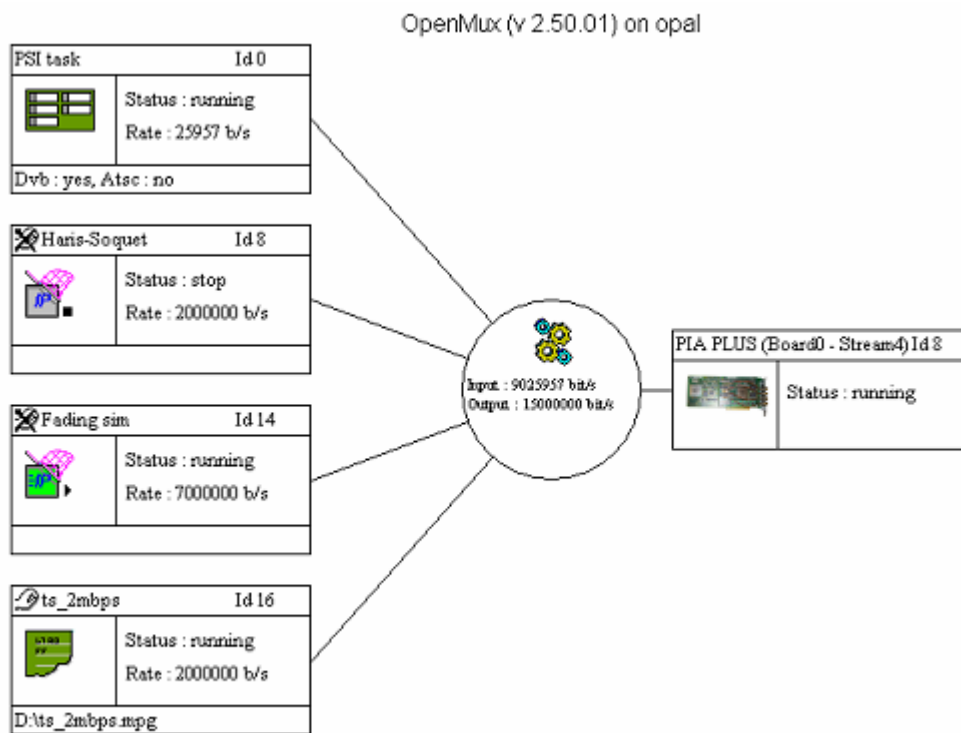 OpenMux (v 2.50.01) on opal
PSI task Id 0
Status : running
Rate : 25957 b/s
Dvb : yes, Atsc : no
Haris-Soquet Id 8
Status : stop
Rate : 2000000 b/s
Fading sim Id 14
Status : running
Rate : 7000000 b/s
ts_2mbps Id 16
Status : running
Rate : 2000000 b/s
D:\ts_2mbps.mpg
Input : 9025957 bit/s
Output : 15000000 bit/s
PIA PLUS (Board0 - Stream4) Id 8
Status : running